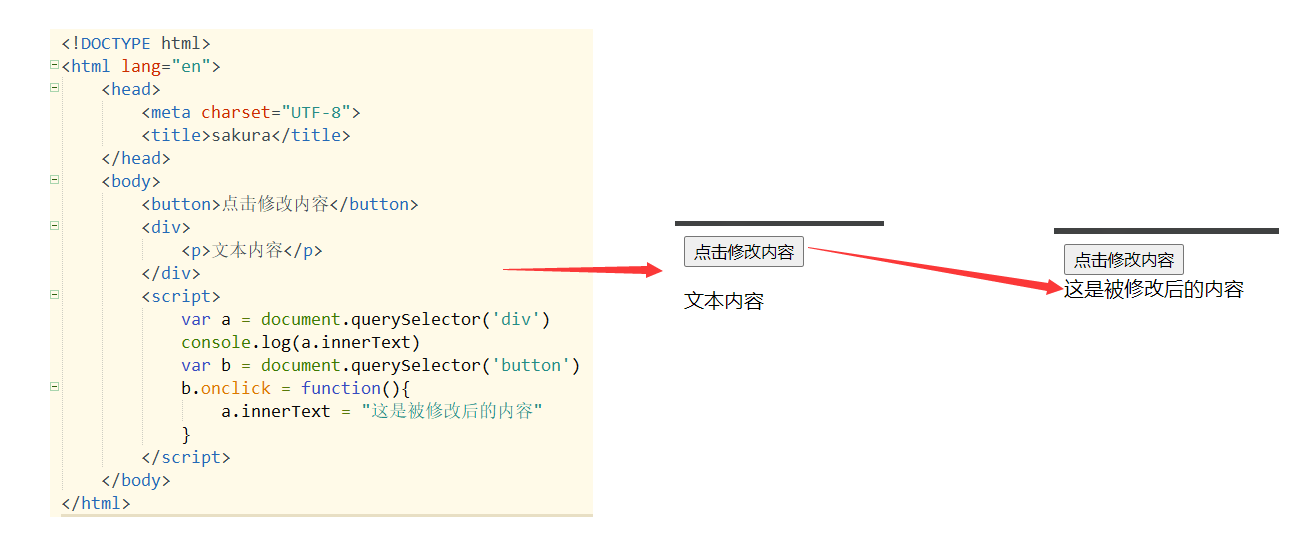 <!DOCTYPE html>
<html lang="en">
<head>
<meta charset="UTF-8">
<title>sakura</title>
</head>
<body>
<button>点击修改内容</button>
<div>
<p>文本内容</p>
</div>
<script>
var a = document.querySelector('div')
console.log(a.innerText)
var b = document.querySelector('button')
b.onclick = function(){
a.innerText = "这是被修改后的内容"
}
</script>
</body>
</html>
点击修改内容
文本内容
点击修改内容
这是被修改后的内容